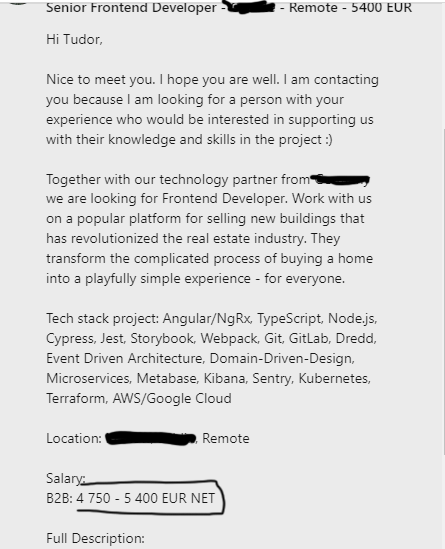 Senior Frontend Developer - - Remote - 5400 EUR
Hi Tudor,
Nice to meet you. I hope you are well. I am contacting
you because I am looking for a person with your
experience who would be interested in supporting us
with their knowledge and skills in the project :)
Together with our technology partner from
we are looking for Frontend Developer. Work with us
on a popular platform for selling new buildings that
has revolutionized the real estate industry. They
transform the complicated process of buying a home
into a playfully simple experience - for everyone.
Tech stack project: Angular/NgRx, TypeScript, Node.js,
Cypress, Jest, Storybook, Webpack, Git, GitLab, Dredd,
Event Driven Architecture, Domain-Driven-Design,
Microservices, Metabase, Kibana, Sentry, Kubernetes,
Terraform, AWS/Google Cloud
Location: , Remote
Salary:
B2B: 4 750 - 5 400 EUR NET
Full Description: